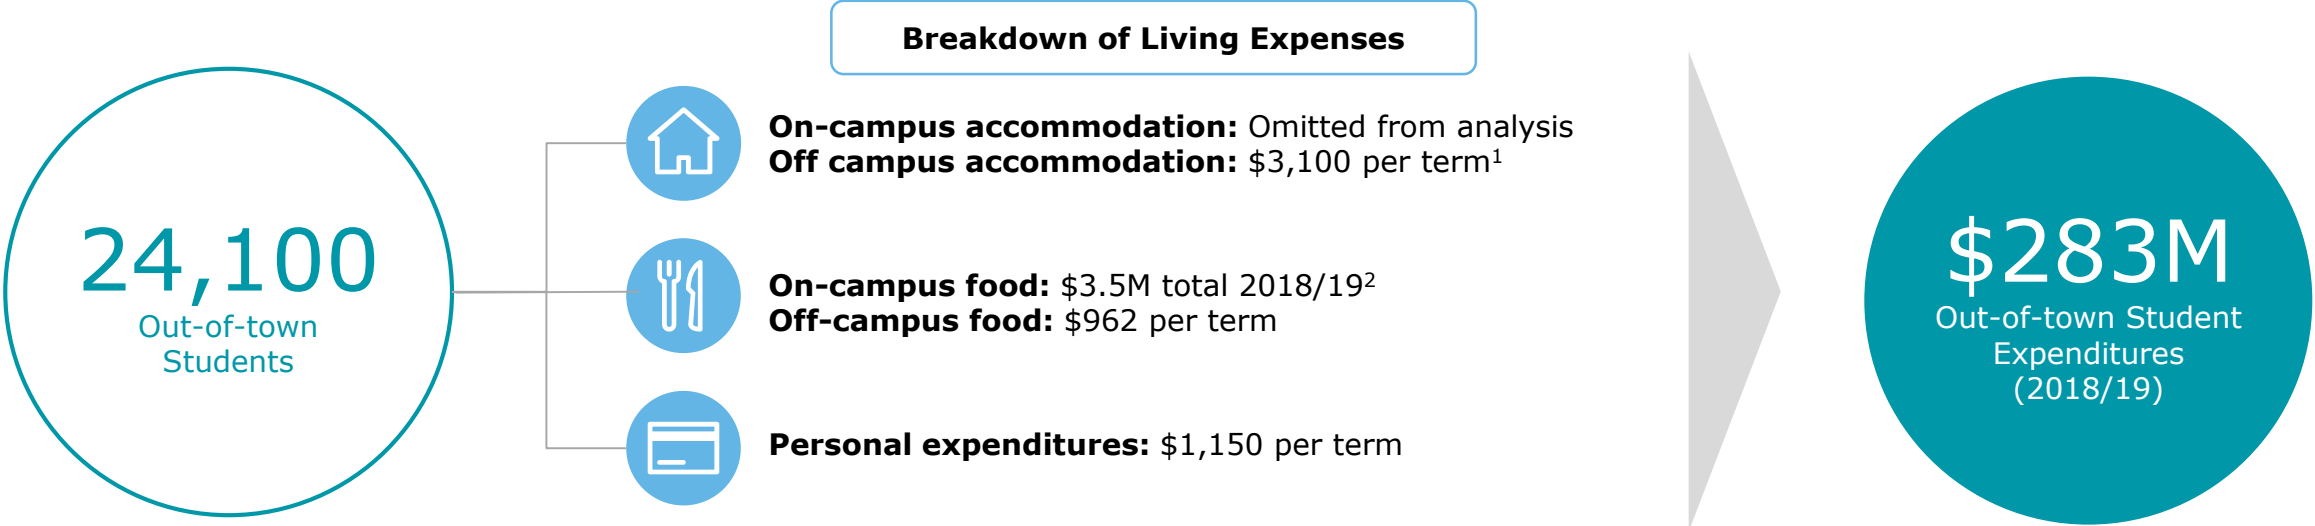 Breakdown of Living Expenses
24,100
Out-of-town
Students
On-campus accommodation: Omitted from analysis
Off campus accommodation: $3,100 per term¹
On-campus food: $3.5M total 2018/19²
Off-campus food: $962 per term
Personal expenditures: $1,150 per term
$283M
Out-of-town Student
Expenditures
(2018/19)